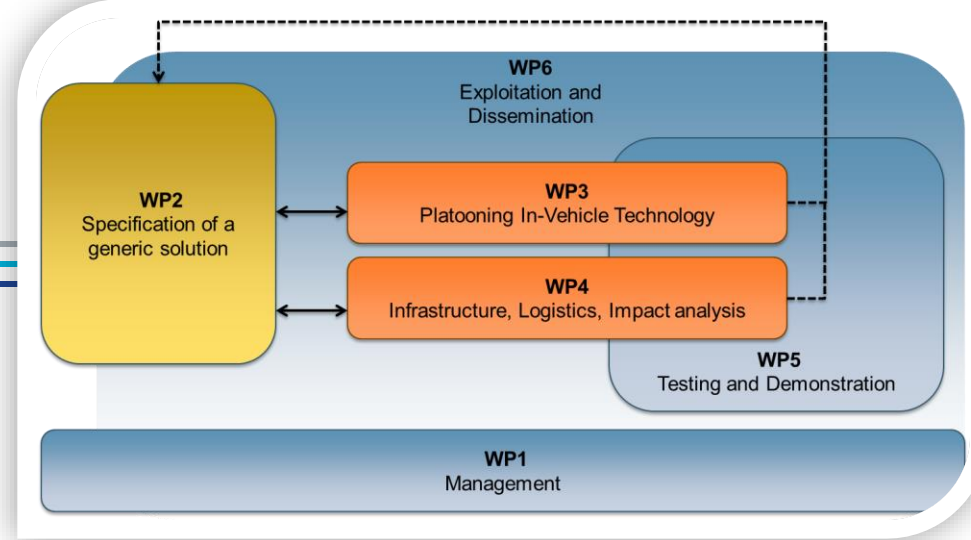 WP6
Exploitation and
Dissemination
WP2
Specification of a
generic solution
WP3
Platooning In-Vehicle Technology
WP4
Infrastructure, Logistics, Impact analysis
WP5
Testing and Demonstration
WP1
Management